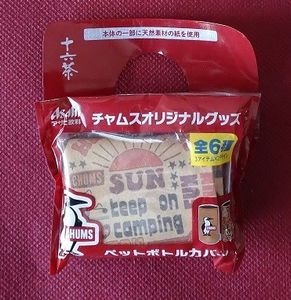 本体の一部に天然素材の紙を使用
十六茶
Asahi
アサヒ飲料
チャムスオリジナルグッズ
全6種
CHUMS
SUN
keep on
camping
CHUMS
ペットボトルカバー